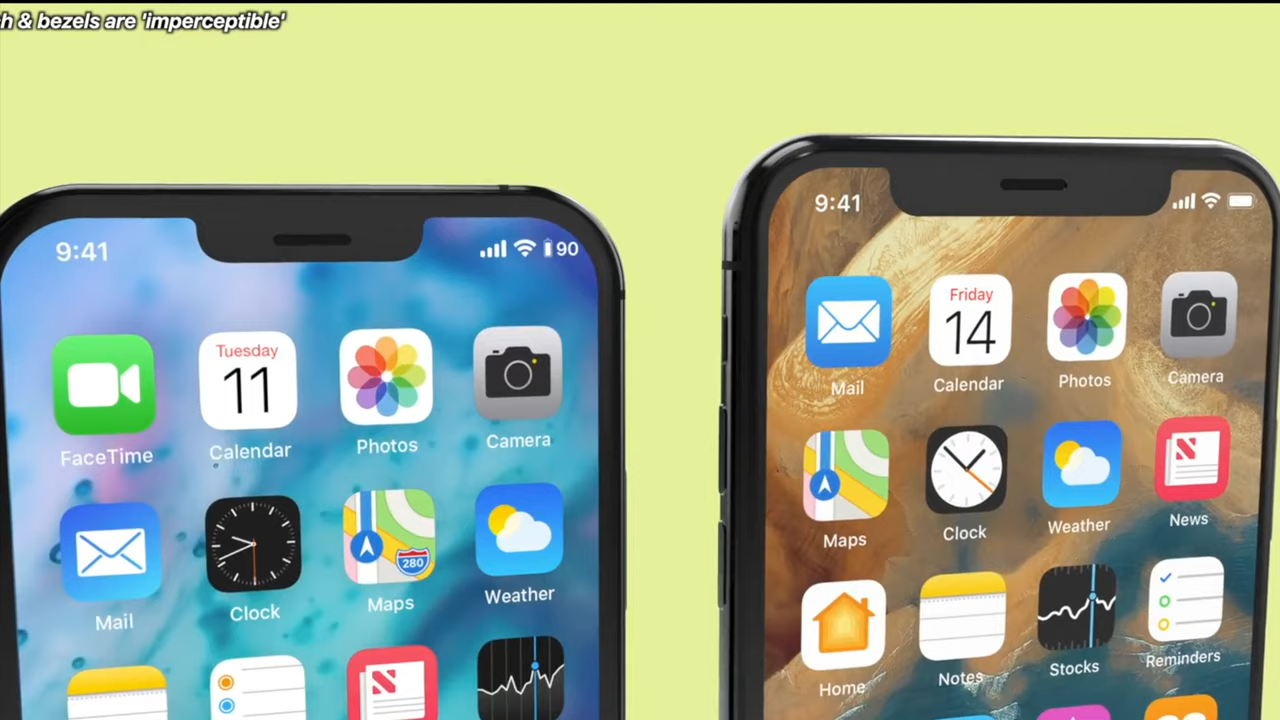 h & bezels are 'imperceptible'
9:41
90
FaceTime
Tuesday
11
Calendar
Photos
Camera
Mail
Clock
280
Maps
Weather
9:41
Mail
Friday
14
Calendar
Photos
Camera
Maps
Clock
Weather
News
Home
Notes
Stocks
Reminders